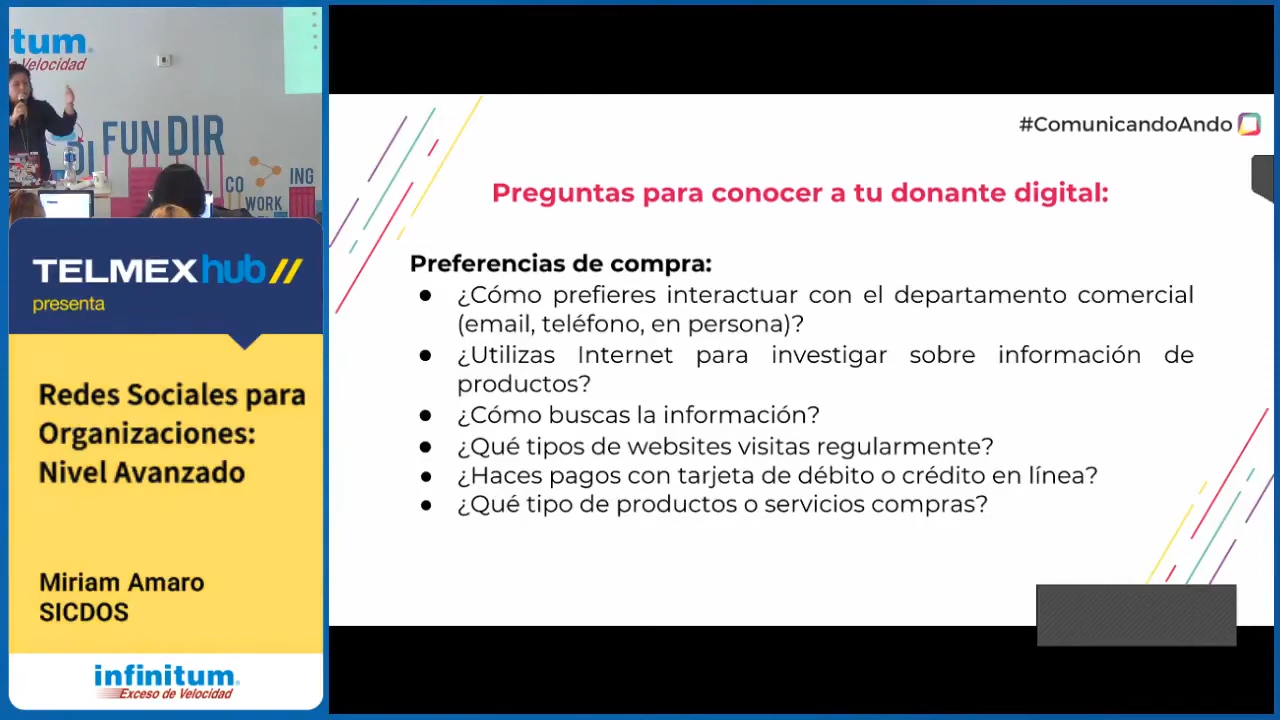 tum.
de Velocidad
FUNDIR
DI
CO
WORK
ING
TELMEXhub//
presenta
Redes Sociales para
Organizaciones:
Nivel Avanzado
Miriam Amaro
SICDOS
infinitum.
Exceso de Velocidad
#ComunicandoAndo
Preguntas para conocer a tu donante digital:
Preferencias de compra:
● ¿Cómo prefieres interactuar con el departamento comercial
(email, teléfono, en persona)?
● ¿Utilizas Internet para investigar sobre información de
productos?
● ¿Cómo buscas la información?
● ¿Qué tipos de websites visitas regularmente?
● ¿Haces pagos con tarjeta de débito o crédito en línea?
● ¿Qué tipo de productos o servicios compras?